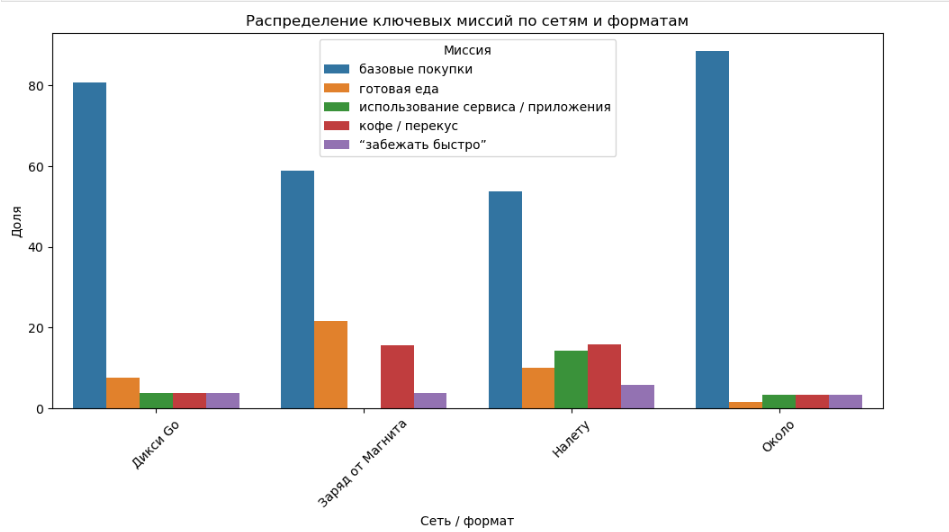 Распределение ключевых миссий по сетям и форматам
Миссия
базовые покупки
готовая еда
использование сервиса / приложения
кофе / перекус
“забежать быстро”
Доля
80
60
40
20
0
Дикси Go
Заряд от Магнита
Налету
Около
Сеть / формат